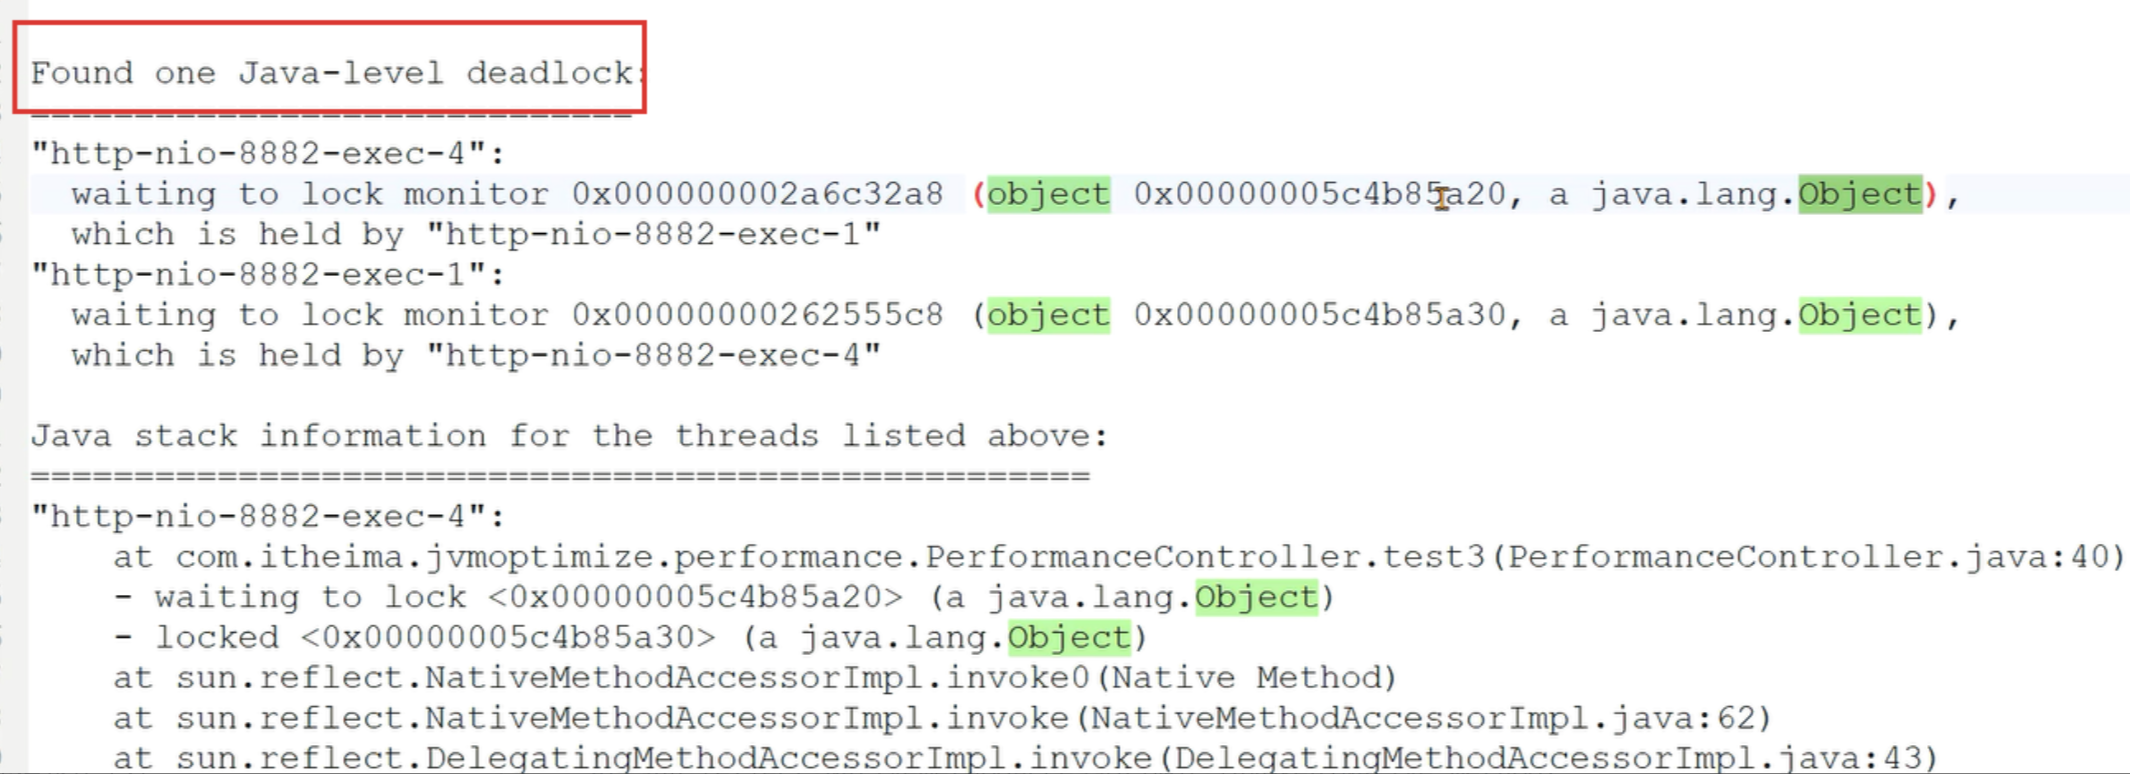 Found one Java-level deadlock:
=============================
"http-nio-8882-exec-4":
  waiting to lock monitor 0x000000002a6c32a8 (object 0x00000005c4b85a20, a java.lang.Object),
  which is held by "http-nio-8882-exec-1"
"http-nio-8882-exec-1":
  waiting to lock monitor 0x00000000262555c8 (object 0x00000005c4b85a30, a java.lang.Object),
  which is held by "http-nio-8882-exec-4"
Java stack information for the threads listed above:
===================================================
"http-nio-8882-exec-4":
    at com.itheima.jvmoptimize.performance.PerformanceController.test3(PerformanceController.java:40)
    - waiting to lock <0x00000005c4b85a20> (a java.lang.Object)
    - locked <0x00000005c4b85a30> (a java.lang.Object)
    at sun.reflect.NativeMethodAccessorImpl.invoke0(Native Method)
    at sun.reflect.NativeMethodAccessorImpl.invoke(NativeMethodAccessorImpl.java:62)
    at sun.reflect.DelegatingMethodAccessorImpl.invoke(DelegatingMethodAccessorImpl.java:43)